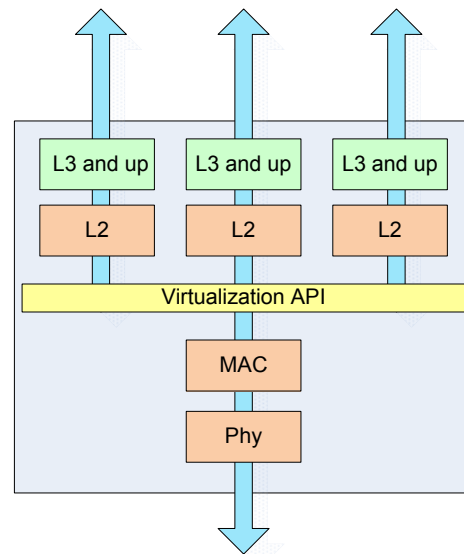 L3 and up L3 and up L3 and up
L2 L2 L2
Virtualization API
MAC
Phy